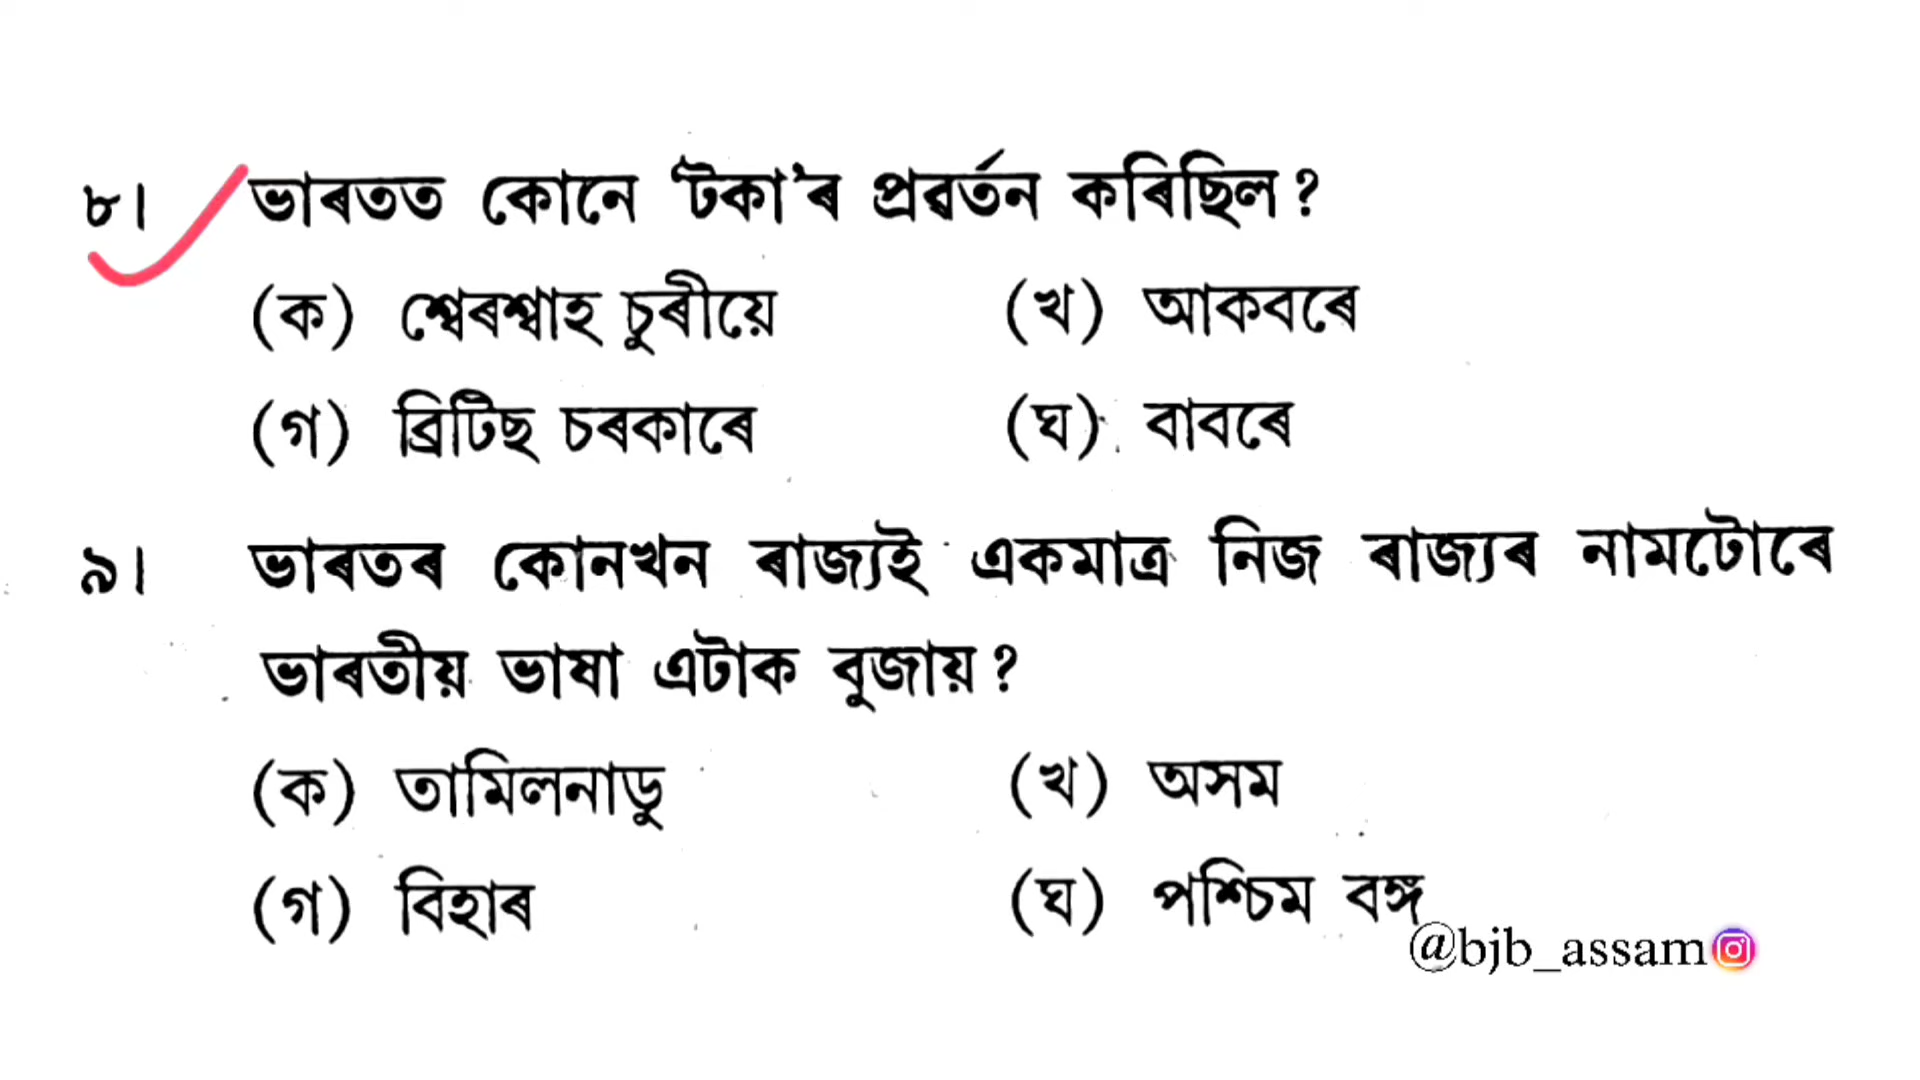 ৮। ভাৰতত কোনে ‘টকা’ৰ প্ৰৱৰ্তন কৰিছিল?
(ক) শ্বেৰশ্বাহ চুৰীয়ে (খ) আকবৰে
(গ) ব্ৰিটিছ চৰকাৰে (ঘ) বাবৰে
৯। ভাৰতৰ কোনখন ৰাজ্যই একমাত্ৰ নিজ ৰাজ্যৰ নামটোৰে
ভাৰতীয় ভাষা এটাক বুজায়?
(ক) তামিলনাডু (খ) অসম
(গ) বিহাৰ (ঘ) পশ্চিম বঙ্গ
@bjb_assam